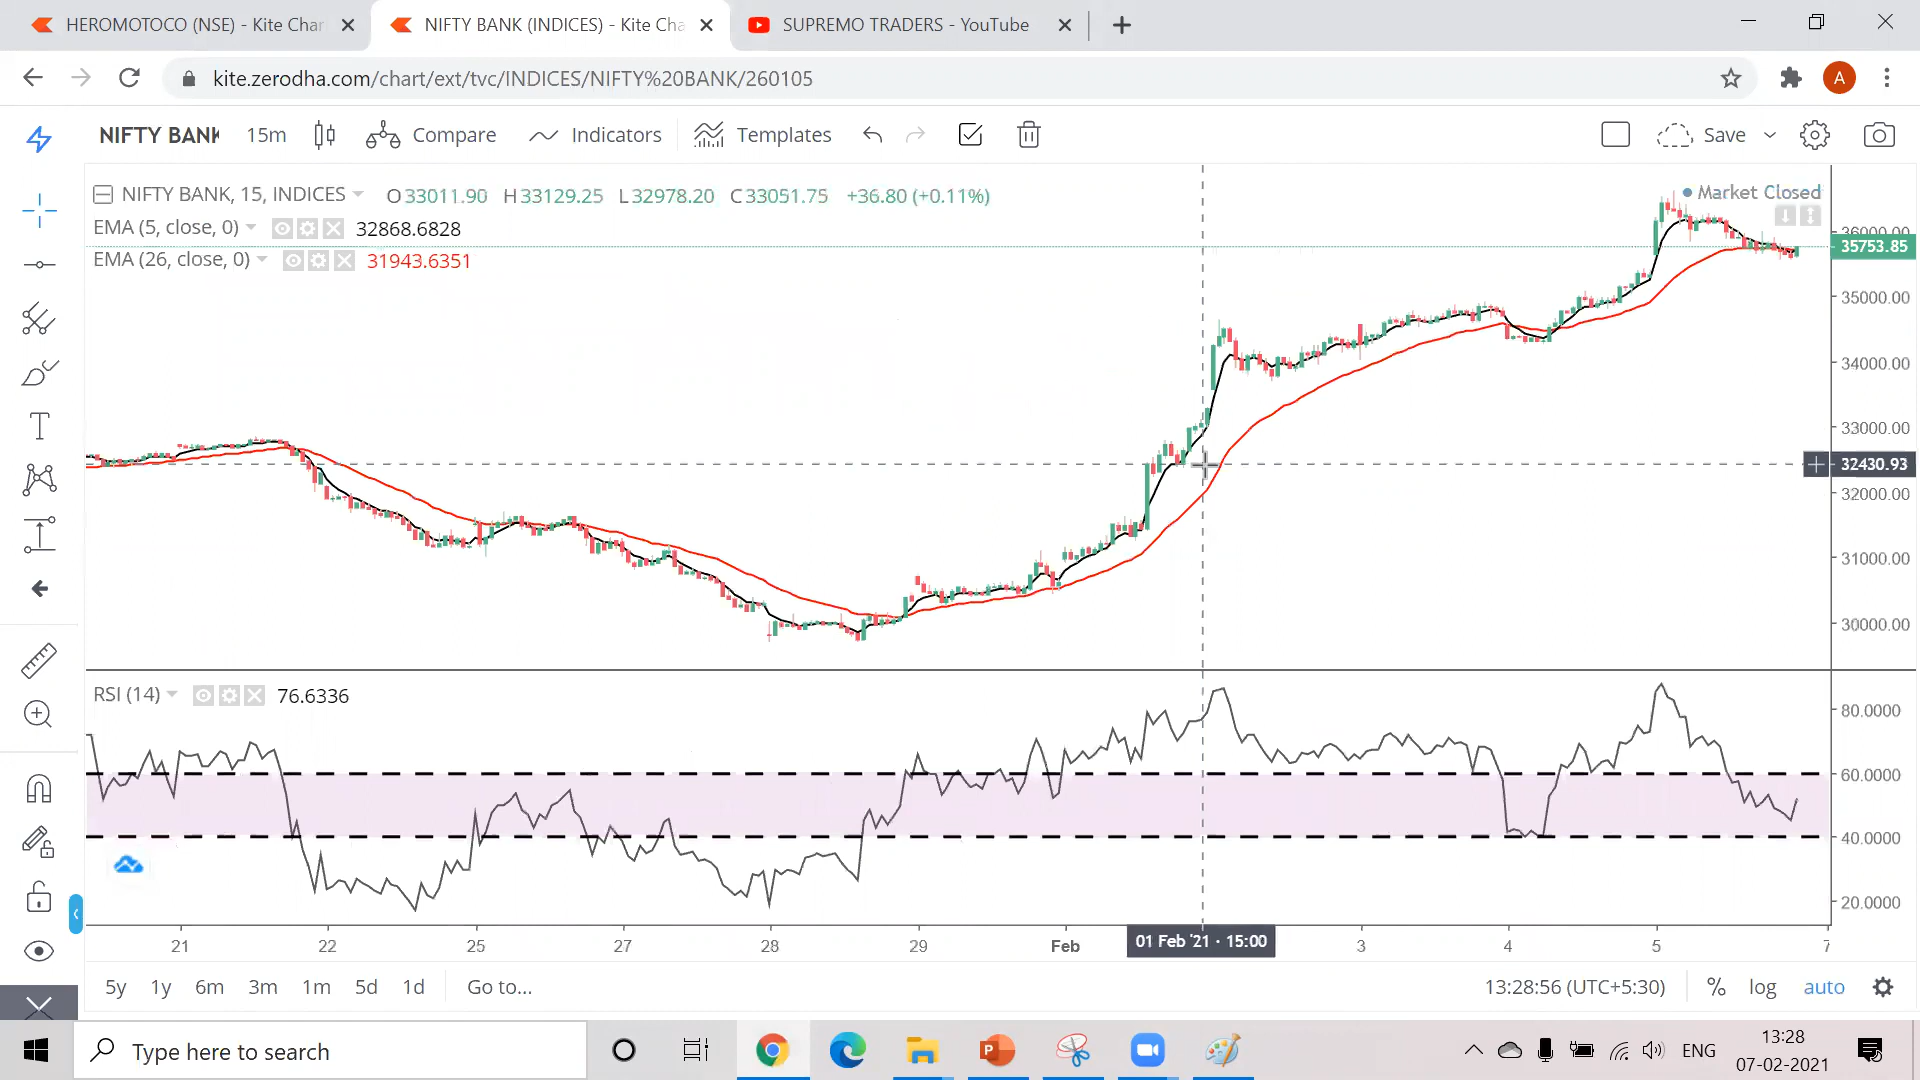 HEROMOTOCO (NSE) - Kite Char
NIFTY BANK (INDICES) - Kite Cha
SUPREMO TRADERS - YouTube
kite.zerodha.com/chart/ext/tvc/INDICES/NIFTY%20BANK/260105
A
NIFTY BANK 15m Compare Indicators Templates Save
NIFTY BANK, 15, INDICES O33011.90 H33129.25 L32978.20 C33051.75 +36.80 (+0.11%)
Market Closed
EMA (5, close, 0) 32868.6828
EMA (26, close, 0) 31943.6351
36000.00
35753.85
35000.00
34000.00
33000.00
32430.93
32000.00
31000.00
30000.00
RSI (14) 76.6336
80.0000
60.0000
40.0000
20.0000
21 22 25 27 28 29 Feb 01 Feb '21 · 15:00 3 4 5 7
5y 1y 6m 3m 1m 5d 1d Go to... 13:28:56 (UTC+5:30) % log auto
Type here to search
P
ENG
13:28
07-02-2021